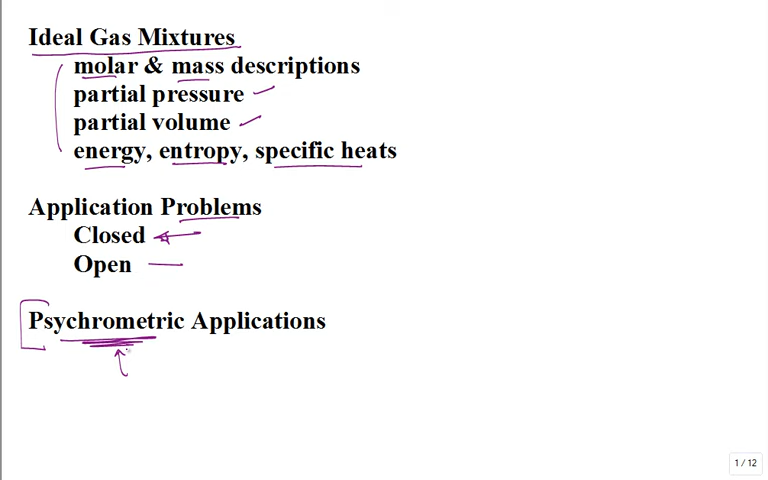 Ideal Gas Mixtures
molar & mass descriptions
partial pressure
partial volume
energy, entropy, specific heats
Application Problems
Closed
Open
Psychrometric Applications
1 / 12